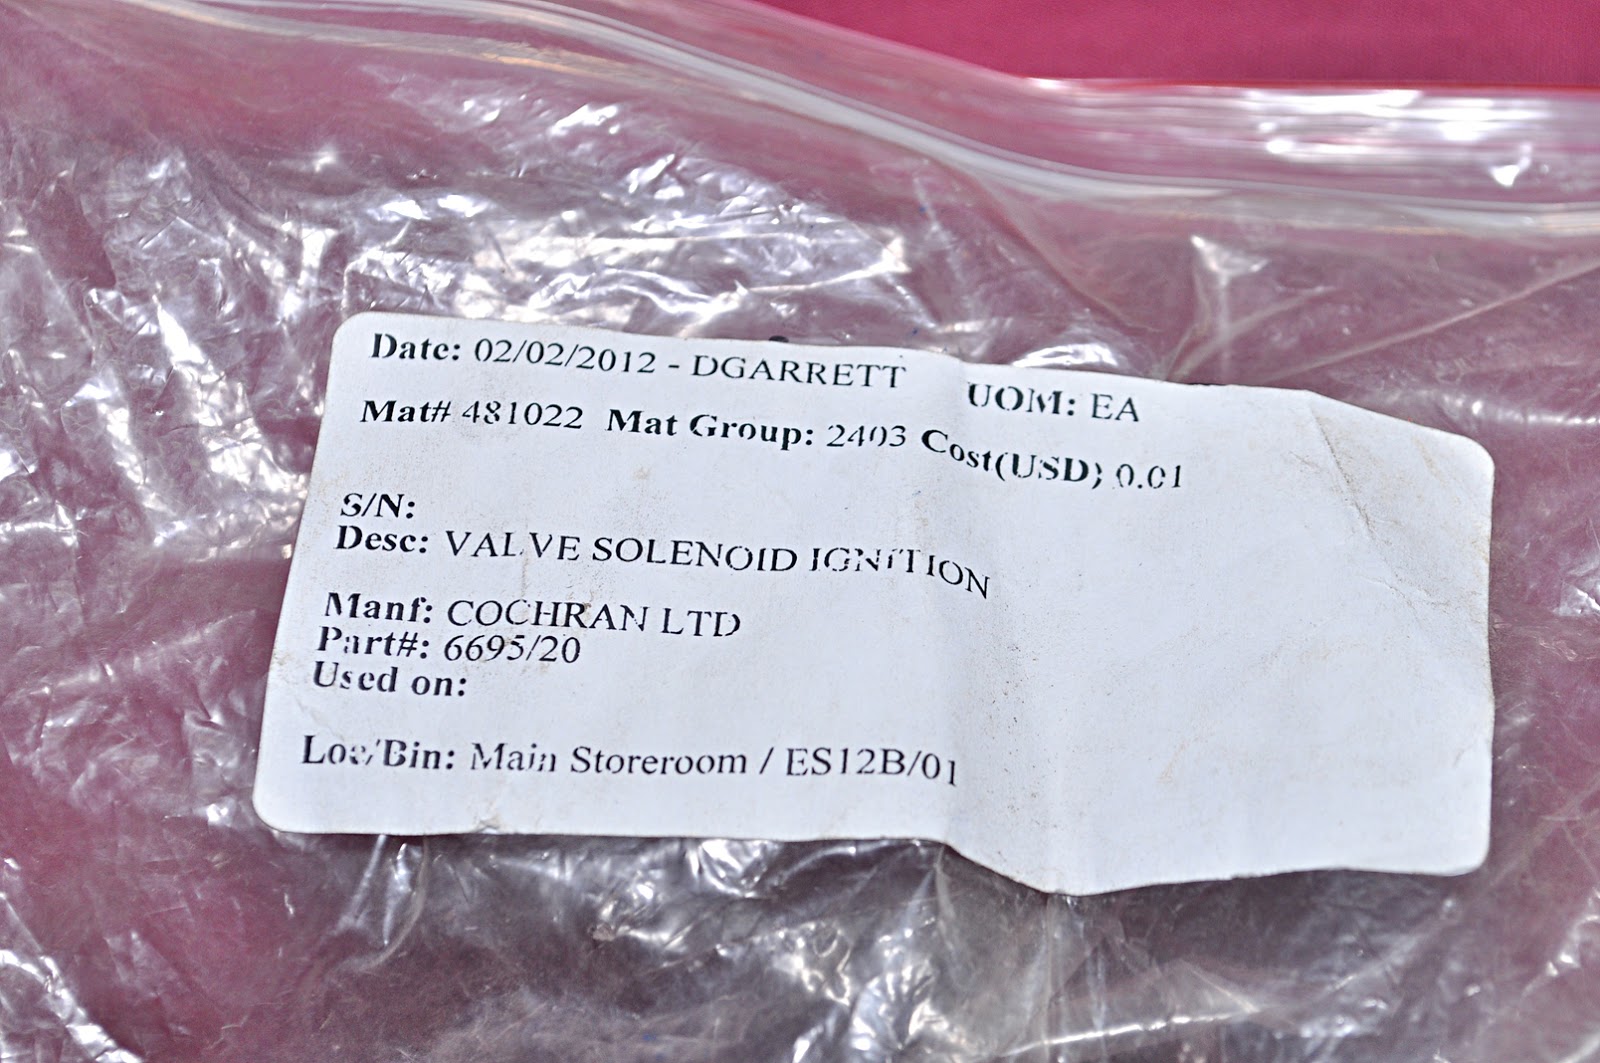 Date: 02/02/2012 - DGARRETT UOM: EA
Mat# 481022 Mat Group: 2403 Cost(USD) 0.01
S/N:
Desc: VALVE SOLENOID IGNITION
Manf: COCHRAN LTD
Part#: 6695/20
Used on:
Loc/Bin: Main Storeroom / ES12B/01